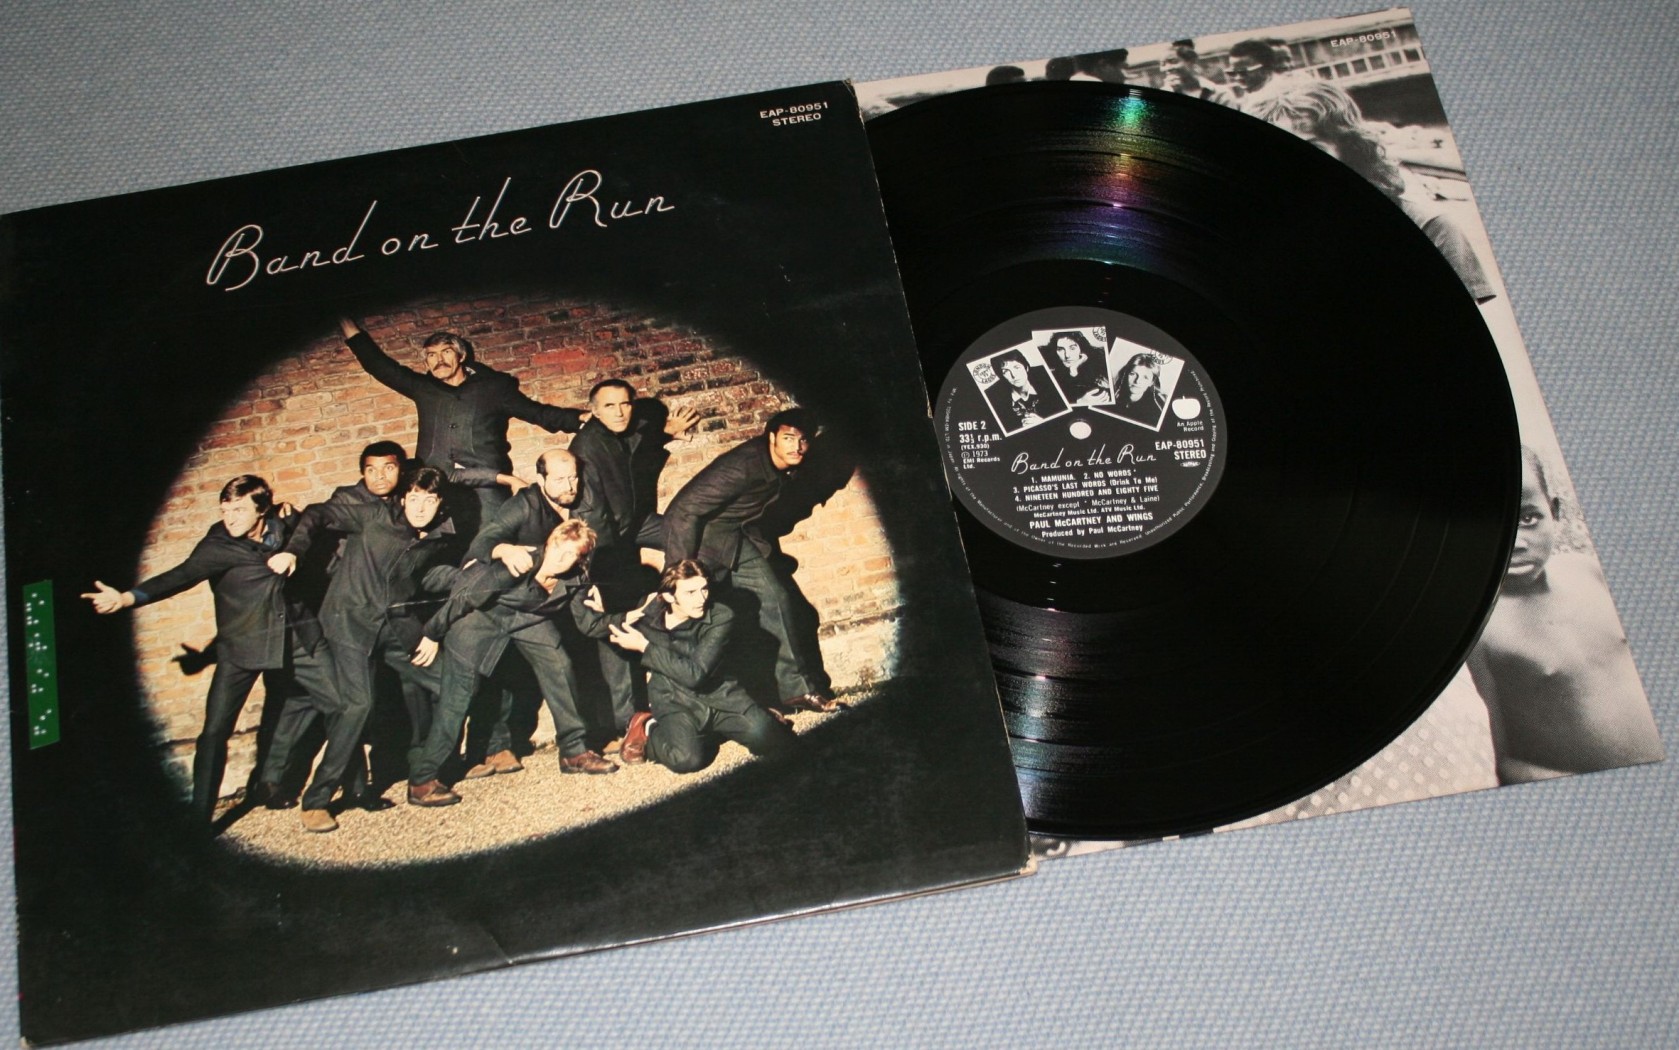 EAP-80951
STEREO
Band on the Run
EAP-80951
SIDE 2
33⅓ r.p.m.
(YEX.930)
Ⓟ 1973
EMI Records
Ltd.
An Apple
Record
EAP-80951
STEREO
Band on the Run
1. MAMUNIA. 2. NO WORDS *
3. PICASSO'S LAST WORDS (Drink To Me)
4. NINETEEN HUNDRED AND EIGHTY FIVE
(McCartney except * McCartney & Laine)
McCartney Music Ltd. ATV Music Ltd.
PAUL McCARTNEY AND WINGS
Produced by Paul McCartney